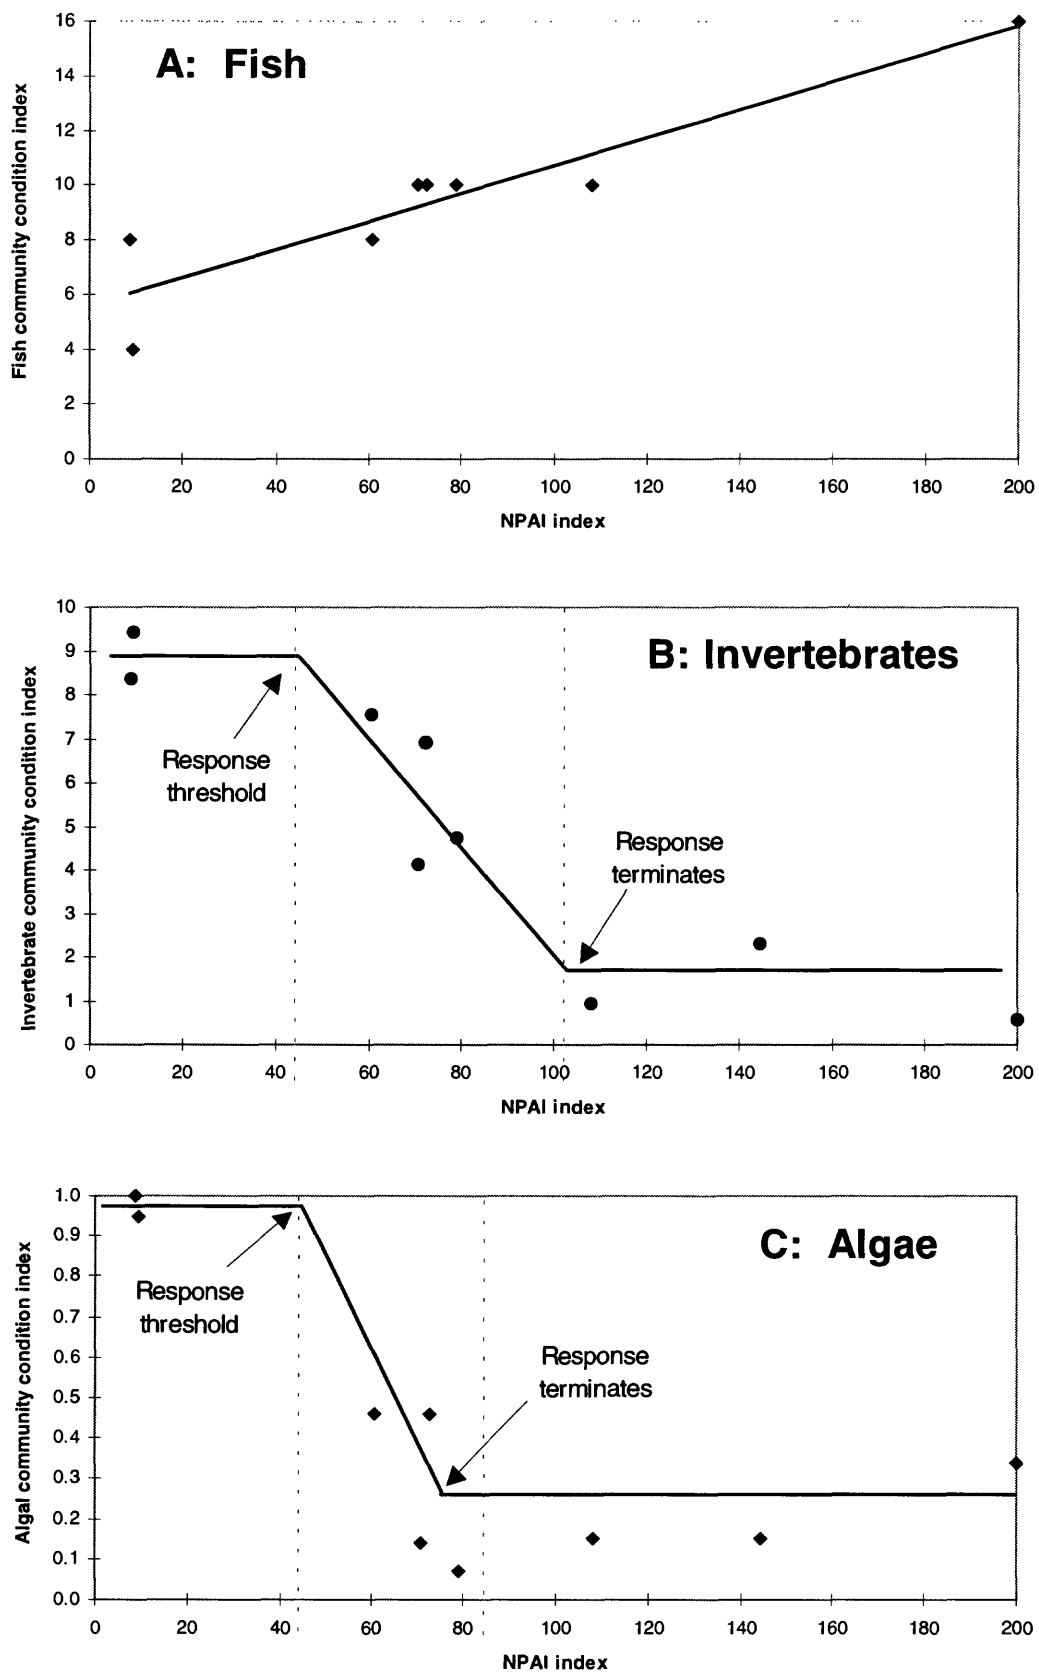 A: Fish
Fish community condition index
16
14
12
10
8
6
4
2
0
0 20 40 60 80 100 120 140 160 180 200
NPAI index
B: Invertebrates
Invertebrate community condition index
10
9
8
7
6
5
4
3
2
1
0
Response
threshold
Response
terminates
0 20 40 60 80 100 120 140 160 180 200
NPAI index
C: Algae
Algal community condition index
1.0
0.9
0.8
0.7
0.6
0.5
0.4
0.3
0.2
0.1
0.0
Response
threshold
Response
terminates
0 20 40 60 80 100 120 140 160 180 200
NPAI index